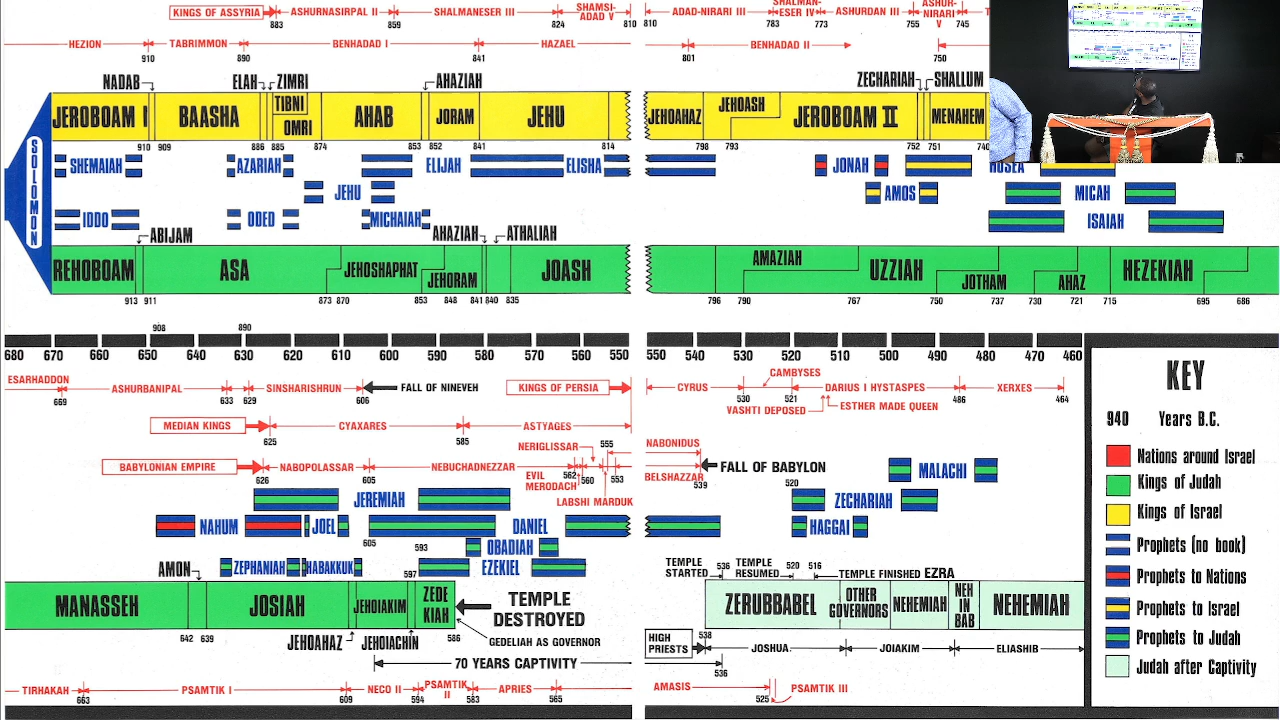 KINGS OF ASSYRIA
ASHURNASIRPAL II
SHALMANESER III
SHAMSI-
ADAD V
ADAD-NIRARI III
SHALMAN-
ESER IV
ASHURDAN III
ASHUR-
NIRARI
V
883 859 824 810 810 783 773 755 745
HEZION TABRIMMON BENHADAD I HAZAEL BENHADAD II
910 890 841 801 750
NADAB ELAH ZIMRI AHAZIAH ZECHARIAH SHALLUM
JEROBOAM I BAASHA TIBNI OMRI AHAB JORAM JEHU JEHOAHAZ JEHOASH JEROBOAM II MENAHEM
910 909 886 885 874 853 852 841 814 798 793 752 751 740
SOLOMON
SHEMAIAH AZARIAH ELIJAH ELISHA JONAH HOSEA
JEHU AMOS MICAH
IDDO ODED MICHAIAH ISAIAH
ABIJAM AHAZIAH ATHALIAH
REHOBOAM ASA JEHOSHAPHAT JEHORAM JOASH AMAZIAH UZZIAH JOTHAM AHAZ HEZEKIAH
913 911 873 870 853 848 841 840 835 796 790 767 750 737 730 721 715 695 686
908 890
680 670 660 650 640 630 620 610 600 590 580 570 560 550 550 540 530 520 510 500 490 480 470 460
ESARHADDON ASHURBANIPAL SINSHARISHRUN FALL OF NINEVEH KINGS OF PERSIA CYRUS CAMBYSES DARIUS I HYSTASPES XERXES
669 633 629 606 530 521 486 464
VASHTI DEPOSED ESTHER MADE QUEEN
MEDIAN KINGS CYAXARES ASTYAGES
625 585
NERIGLISSAR 555 NABONIDUS
BABYLONIAN EMPIRE NABOPOLASSAR NEBUCHADNEZZAR
626 605 562 560 553
EVIL
MERODACH
LABSHI MARDUK
BELSHAZZAR
539
FALL OF BABYLON
MALACHI
520
JEREMIAH ZECHARIAH
NAHUM JOEL DANIEL HAGGAI
605 593
OBADIAH
ZEPHANIAH HABAKKUK EZEKIEL
AMON 597
TEMPLE
STARTED
536
TEMPLE
RESUMED
520 516
TEMPLE FINISHED EZRA
MANASSEH JOSIAH JEHOIAKIM ZEDE
KIAH
TEMPLE
DESTROYED
ZERUBBABEL OTHER
GOVERNORS
NEHEMIAH NEH
IN
BAB
NEHEMIAH
642 639 JEHOAHAZ JEHOIACHIN 586
GEDELIAH AS GOVERNOR
HIGH
PRIESTS
538
JOSHUA JOIAKIM ELIASHIB
70 YEARS CAPTIVITY
536
TIRHAKAH PSAMTIK I NECO II PSAMTIK
II
APRIES AMASIS PSAMTIK III
663 609 594 583 565 525
KEY
940 Years B.C.
Nations around Israel
Kings of Judah
Kings of Israel
Prophets (no book)
Prophets to Nations
Prophets to Israel
Prophets to Judah
Judah after Captivity